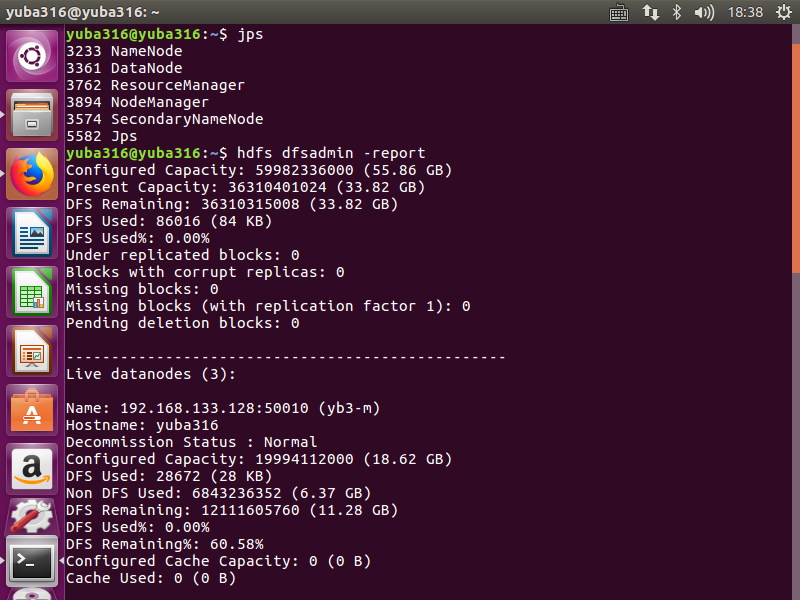 yuba316@yuba316: ~
18:38
yuba316@yuba316:~$ jps
3233 NameNode
3361 DataNode
3762 ResourceManager
3894 NodeManager
3574 SecondaryNameNode
5582 Jps
yuba316@yuba316:~$ hdfs dfsadmin -report
Configured Capacity: 59982336000 (55.86 GB)
Present Capacity: 36310401024 (33.82 GB)
DFS Remaining: 36310315008 (33.82 GB)
DFS Used: 86016 (84 KB)
DFS Used%: 0.00%
Under replicated blocks: 0
Blocks with corrupt replicas: 0
Missing blocks: 0
Missing blocks (with replication factor 1): 0
Pending deletion blocks: 0
-------------------------------------------------
Live datanodes (3):
Name: 192.168.133.128:50010 (yb3-m)
Hostname: yuba316
Decommission Status : Normal
Configured Capacity: 19994112000 (18.62 GB)
DFS Used: 28672 (28 KB)
Non DFS Used: 6843236352 (6.37 GB)
DFS Remaining: 12111605760 (11.28 GB)
DFS Used%: 0.00%
DFS Remaining%: 60.58%
Configured Cache Capacity: 0 (0 B)
Cache Used: 0 (0 B)